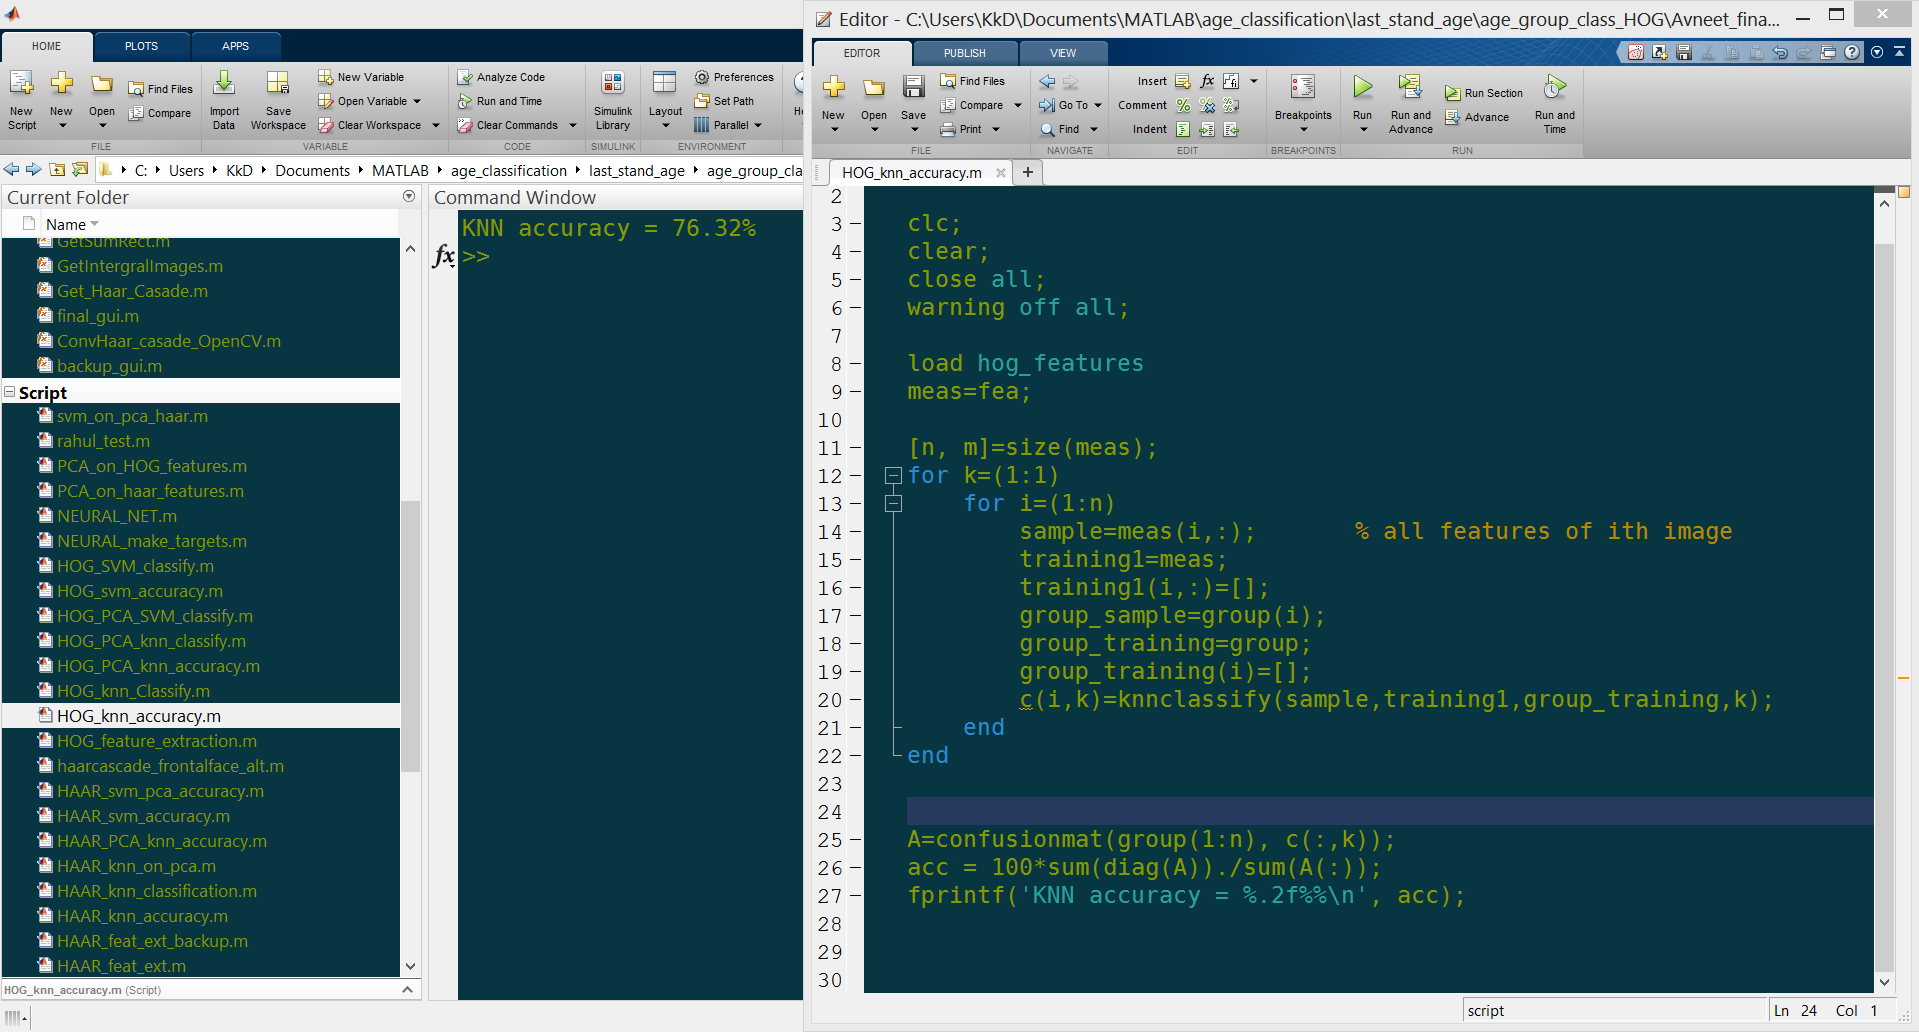 HOME
PLOTS
APPS
New Script
New
Open
Find Files
Compare
Import Data
Save Workspace
New Variable
Open Variable
Clear Workspace
Analyze Code
Run and Time
Clear Commands
Simulink Library
Layout
Preferences
Set Path
Parallel
FILE
VARIABLE
CODE
SIMULINK
ENVIRONMENT
C: Users KkD Documents MATLAB age_classification last_stand_age age_group_cla
Current Folder
Name
GetSumRect.m
GetIntergralImages.m
Get_Haar_Casade.m
final_gui.m
ConvHaar_casade_OpenCV.m
backup_gui.m
Script
svm_on_pca_haar.m
rahul_test.m
PCA_on_HOG_features.m
PCA_on_haar_features.m
NEURAL_NET.m
NEURAL_make_targets.m
HOG_SVM_classify.m
HOG_svm_accuracy.m
HOG_PCA_SVM_classify.m
HOG_PCA_knn_classify.m
HOG_PCA_knn_accuracy.m
HOG_knn_Classify.m
HOG_knn_accuracy.m
HOG_feature_extraction.m
haarcascade_frontalface_alt.m
HAAR_svm_pca_accuracy.m
HAAR_svm_accuracy.m
HAAR_PCA_knn_accuracy.m
HAAR_knn_on_pca.m
HAAR_knn_classification.m
HAAR_knn_accuracy.m
HAAR_feat_ext_backup.m
HAAR_feat_ext.m
HOG_knn_accuracy.m (Script)
Command Window
KNN accuracy = 76.32%
fx >>
Editor - C:\Users\KkD\Documents\MATLAB\age_classification\last_stand_age\age_group_class_HOG\Avneet_fina...
EDITOR
PUBLISH
VIEW
New
Open
Save
Find Files
Compare
Print
Go To
Find
Insert
fx
Comment
Indent
Breakpoints
Run
Run and Advance
Run Section
Advance
Run and Time
FILE
NAVIGATE
EDIT
BREAKPOINTS
RUN
HOG_knn_accuracy.m
2
3 clc;
4 clear;
5 close all;
6 warning off all;
7
8 load hog_features
9 meas=fea;
10
11 [n, m]=size(meas);
12 for k=(1:1)
13 for i=(1:n)
14 sample=meas(i,:); % all features of ith image
15 training1=meas;
16 training1(i,:)=[];
17 group_sample=group(i);
18 group_training=group;
19 group_training(i)=[];
20 c(i,k)=knnclassify(sample,training1,group_training,k);
21 end
22 end
23
24
25 A=confusionmat(group(1:n), c(:,k));
26 acc = 100*sum(diag(A))./sum(A(:));
27 fprintf('KNN accuracy = %.2f%%\n', acc);
28
29
30
script
Ln 24 Col 1